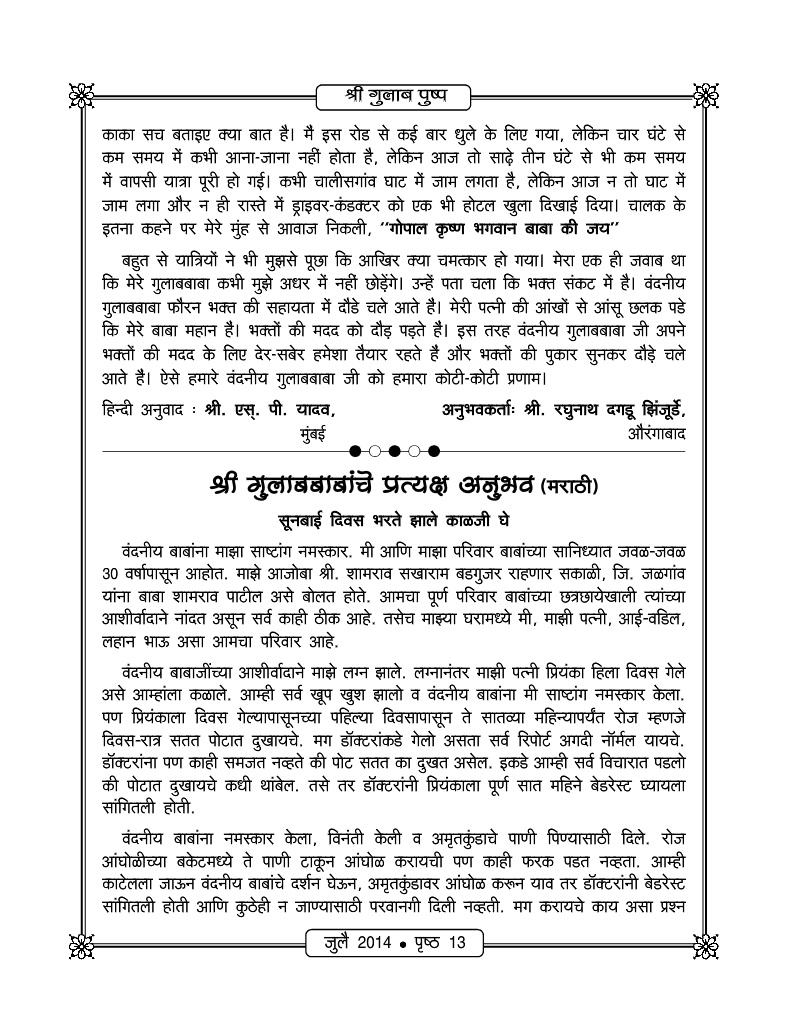 श्री गुलाब पुष्प
काका सच बताइए क्या बात है। मैं इस रोड से कई बार धुले के लिए गया, लेकिन चार घंटे से
कम समय में कभी आना-जाना नहीं होता है, लेकिन आज तो साढ़े तीन घंटे से भी कम समय
में वापसी यात्रा पूरी हो गई। कभी चालीसगांव घाट में जाम लगता है, लेकिन आज न तो घाट में
जाम लगा और न ही रास्ते में ड्राइवर-कंडक्टर को एक भी होटल खुला दिखाई दिया। चालक के
इतना कहने पर मेरे मुंह से आवाज निकली, ‘‘गोपाल कृष्ण भगवान बाबा की जय’’
बहुत से यात्रियों ने भी मुझसे पूछा कि आखिर क्या चमत्कार हो गया। मेरा एक ही जवाब था
कि मेरे गुलाबबाबा कभी मुझे अधर में नहीं छोड़ेंगे। उन्हें पता चला कि भक्त संकट में है। वंदनीय
गुलाबबाबा फौरन भक्त की सहायता में दौडे चले आते है। मेरी पत्नी की आंखों से आंसू छलक पडे
कि मेरे बाबा महान है। भक्तों की मदद को दौड़ पड़ते है। इस तरह वंदनीय गुलाबबाबा जी अपने
भक्तों की मदद के लिए देर-सबेर हमेशा तैयार रहते है और भक्तों की पुकार सुनकर दौड़े चले
आते है। ऐसे हमारे वंदनीय गुलाबबाबा जी को हमारा कोटी-कोटी प्रणाम।
हिन्दी अनुवाद : श्री. एस्. पी. यादव, अनुभवकर्ताः श्री. रघुनाथ दगडू झिंजूर्डे,
मुंबई औरंगाबाद
श्री गुलाबबाबांचे प्रत्यक्ष अनुभव (मराठी)
सूनबाई दिवस भरते झाले काळजी घे
वंदनीय बाबांना माझा साष्टांग नमस्कार. मी आणि माझा परिवार बाबांच्या सानिध्यात जवळ-जवळ
30 वर्षापासून आहोत. माझे आजोबा श्री. शामराव सखाराम बडगुजर राहणार सकाळी, जि. जळगांव
यांना बाबा शामराव पाटील असे बोलत होते. आमचा पूर्ण परिवार बाबांच्या छत्रछायेखाली त्यांच्या
आशीर्वादाने नांदत असून सर्व काही ठीक आहे. तसेच माझ्या घरामध्ये मी, माझी पत्नी, आई-वडिल,
लहान भाऊ असा आमचा परिवार आहे.
वंदनीय बाबाजींच्या आशीर्वादाने माझे लग्न झाले. लग्नानंतर माझी पत्नी प्रियंका हिला दिवस गेले
असे आम्हांला कळाले. आम्ही सर्व खूप खुश झालो व वंदनीय बाबांना मी साष्टांग नमस्कार केला.
पण प्रियंकाला दिवस गेल्यापासूनच्या पहिल्या दिवसापासून ते सातव्या महिन्यापर्यंत रोज म्हणजे
दिवस-रात्र सतत पोटात दुखायचे. मग डॉक्टरांकडे गेलो असता सर्व रिपोर्ट अगदी नॉर्मल यायचे.
डॉक्टरांना पण काही समजत नव्हते की पोट सतत का दुखत असेल. इकडे आम्ही सर्व विचारात पडलो
की पोटात दुखायचे कधी थांबेल. तसे तर डॉक्टरांनी प्रियंकाला पूर्ण सात महिने बेडरेस्ट घ्यायला
सांगितली होती.
वंदनीय बाबांना नमस्कार केला, विनंती केली व अमृतकुंडाचे पाणी पिण्यासाठी दिले. रोज
आंघोळीच्या बकेटमध्ये ते पाणी टाकून आंघोळ करायची पण काही फरक पडत नव्हता. आम्ही
काटेलला जाऊन वंदनीय बाबांचे दर्शन घेऊन, अमृतकुंडावर आंघोळ करून याव तर डॉक्टरांनी बेडरेस्ट
सांगितली होती आणि कुठेही न जाण्यासाठी परवानगी दिली नव्हती. मग करायचे काय असा प्रश्न
जुलै 2014 ● पृष्ठ 13